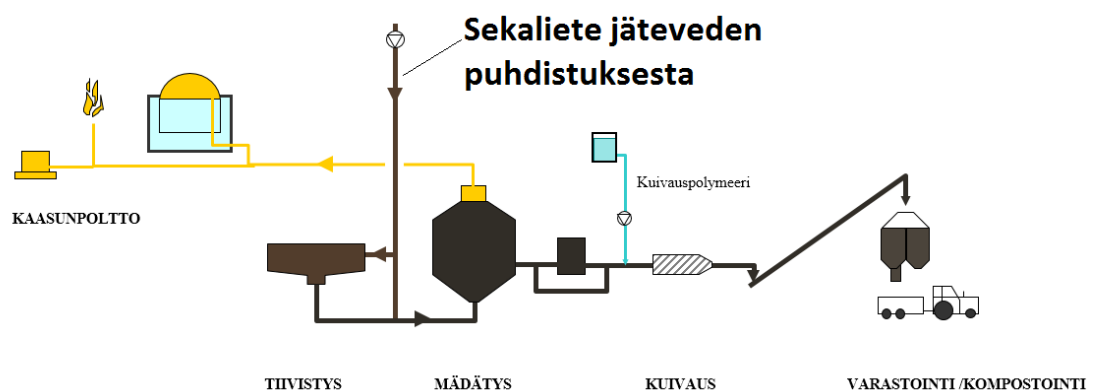 Sekaliete jäteveden
puhdistuksesta
Kuivauspolymeeri
KAASUNPOLTTO
TIIVISTYS
MÄDÄTYS
KUIVAUS
VARASTOINTI /KOMPOSTOINTI